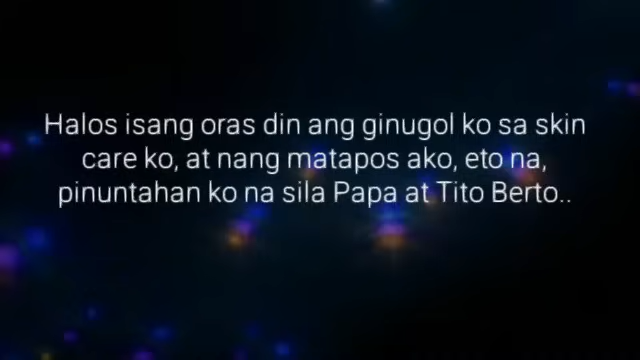 Halos isang oras din ang ginugol ko sa skin
care ko, at nang matapos ako, eto na,
pinuntahan ko na sila Papa at Tito Berto..